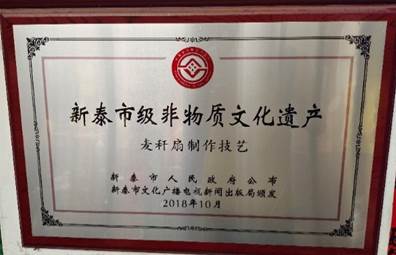 新泰市级非物质文化遗产
麦秆扇制作技艺
新泰市人民政府公布
新泰市文化广播电视新闻出版局颁发
2018年10月